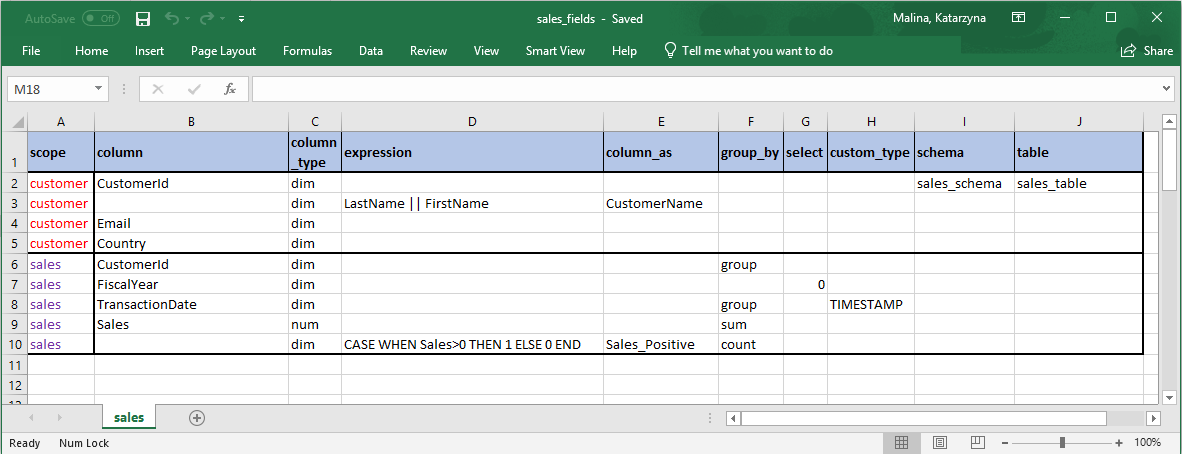 AutoSave Off sales_fields - Saved Malina, Katarzyna
File Home Insert Page Layout Formulas Data Review View Smart View Help Tell me what you want to do Share
M18 fx
A B C D E F G H I J
1 scope column column_type expression column_as group_by select custom_type schema table
2 customer CustomerId dim sales_schema sales_table
3 customer dim LastName || FirstName CustomerName
4 customer Email dim
5 customer Country dim
6 sales CustomerId dim group
7 sales FiscalYear dim 0
8 sales TransactionDate dim group TIMESTAMP
9 sales Sales num sum
10 sales dim CASE WHEN Sales>0 THEN 1 ELSE 0 END Sales_Positive count
11
12
13
sales
Ready Num Lock 100%